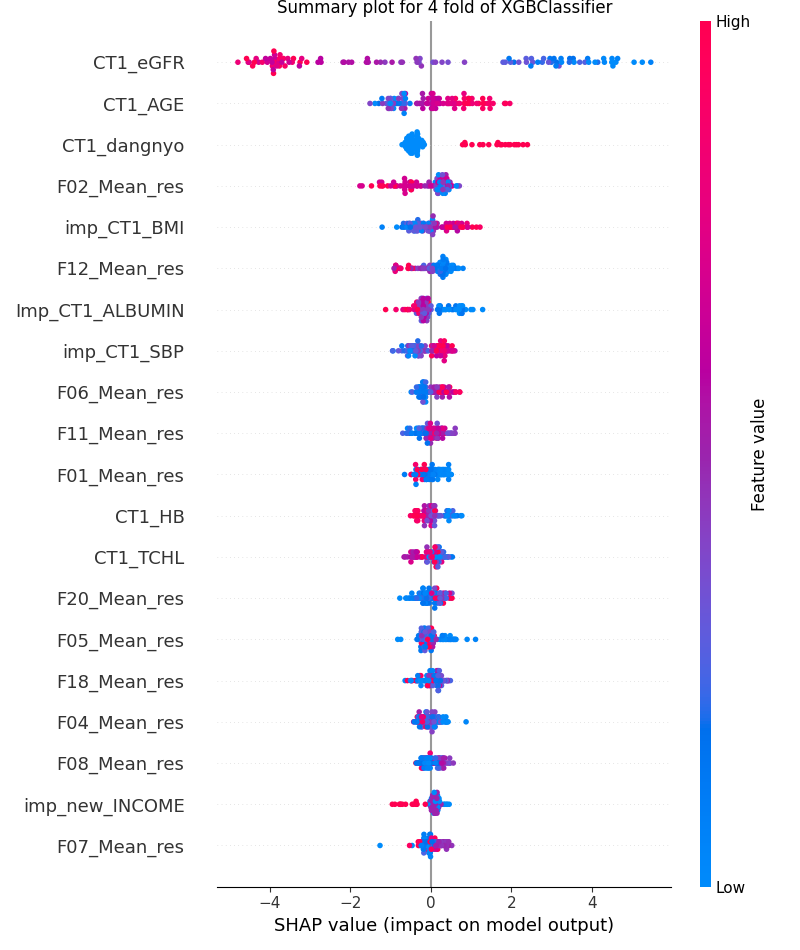 Summary plot for 4 fold of XGBClassifier
High
CT1_eGFR
CT1_AGE
CT1_dangnyo
F02_Mean_res
imp_CT1_BMI
F12_Mean_res
Imp_CT1_ALBUMIN
imp_CT1_SBP
F06_Mean_res
F11_Mean_res
F01_Mean_res
CT1_HB
CT1_TCHL
F20_Mean_res
F05_Mean_res
F18_Mean_res
F04_Mean_res
F08_Mean_res
imp_new_INCOME
F07_Mean_res
Feature value
Low
−4 −2 0 2 4
SHAP value (impact on model output)